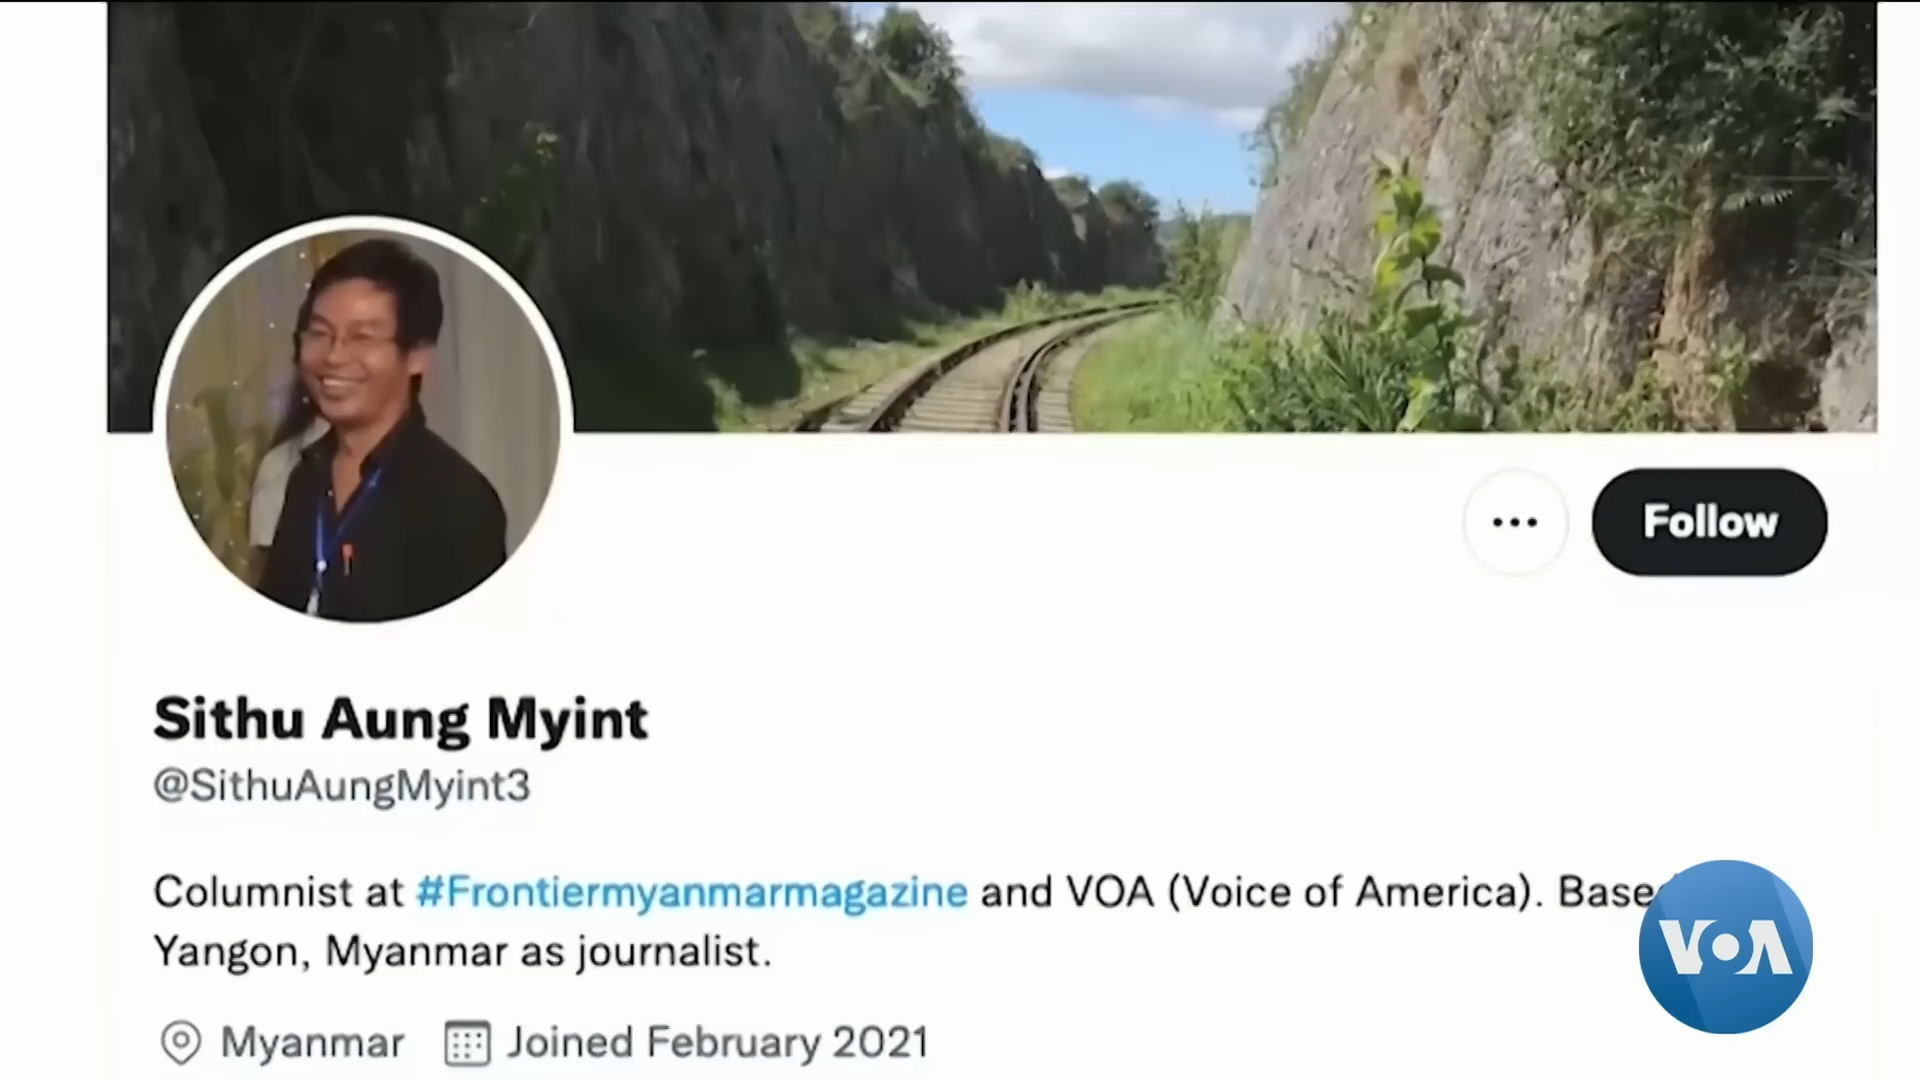 Follow
Sithu Aung Myint
@SithuAungMyint3
Columnist at #Frontiermyanmarmagazine and VOA (Voice of America).
Yangon, Myanmar as journalist.
VOA
Myanmar Joined February 2021